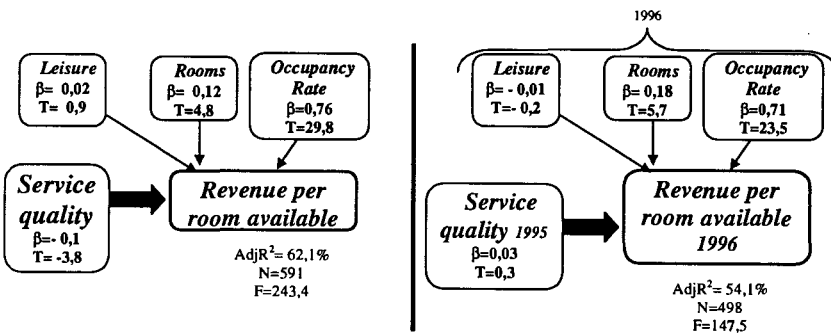 Leisure
β= 0,02
T= 0,9
Rooms
β= 0,12
T=4,8
Occupancy
Rate
β=0,76
T=29,8
Service
quality
β=- 0,1
T= -3,8
Revenue per
room available
AdjR²= 62,1%
N=591
F=243,4
1996
Leisure
β= - 0,01
T= - 0,2
Rooms
β= 0,18
T=5,7
Occupancy
Rate
β=0,71
T=23,5
Service
quality 1995
β=0,03
T=0,3
Revenue per
room available
1996
AdjR²= 54,1%
N=498
F=147,5